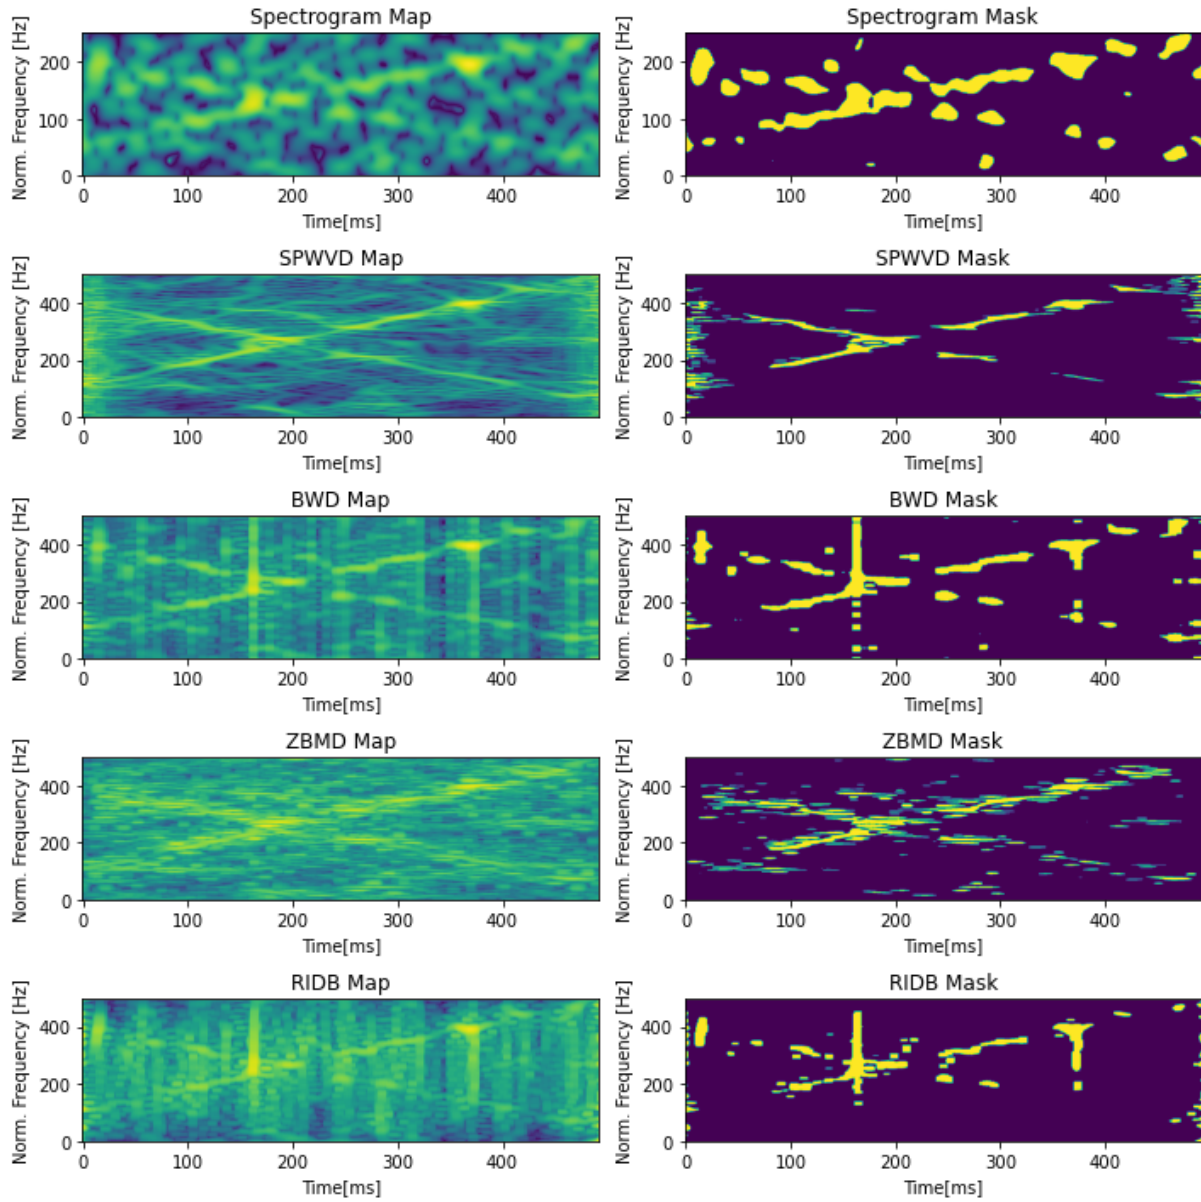 Spectrogram Map
Norm. Frequency [Hz]
200
100
0
0 100 200 300 400
Time[ms]
Spectrogram Mask
Norm. Frequency [Hz]
200
100
0
0 100 200 300 400
Time[ms]
SPWVD Map
Norm. Frequency [Hz]
400
200
0
0 100 200 300 400
Time[ms]
SPWVD Mask
Norm. Frequency [Hz]
400
200
0
0 100 200 300 400
Time[ms]
BWD Map
Norm. Frequency [Hz]
400
200
0
0 100 200 300 400
Time[ms]
BWD Mask
Norm. Frequency [Hz]
400
200
0
0 100 200 300 400
Time[ms]
ZBMD Map
Norm. Frequency [Hz]
400
200
0
0 100 200 300 400
Time[ms]
ZBMD Mask
Norm. Frequency [Hz]
400
200
0
0 100 200 300 400
Time[ms]
RIDB Map
Norm. Frequency [Hz]
400
200
0
0 100 200 300 400
Time[ms]
RIDB Mask
Norm. Frequency [Hz]
400
200
0
0 100 200 300 400
Time[ms]